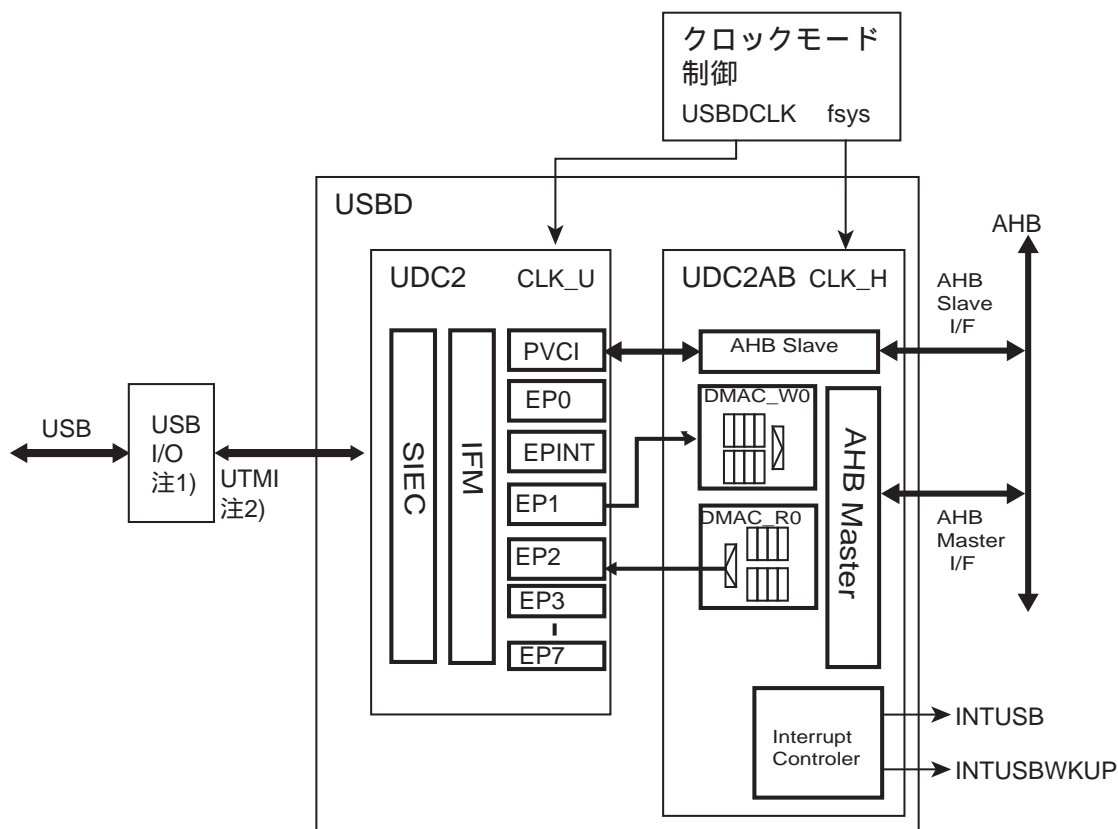 クロックモード
制御
USBDCLK fsys
USBD
AHB
UDC2 CLK_U
UDC2AB CLK_H
AHB
Slave
I/F
PVCI
AHB Slave
EP0
DMAC_W0
USB
USB
I/O
注1)
UTMI
注2)
SIEC
IFM
EPINT
EP1
AHB Master
DMAC_R0
AHB
Master
I/F
EP2
EP3
EP7
INTUSB
Interrupt
Controler
INTUSBWKUP